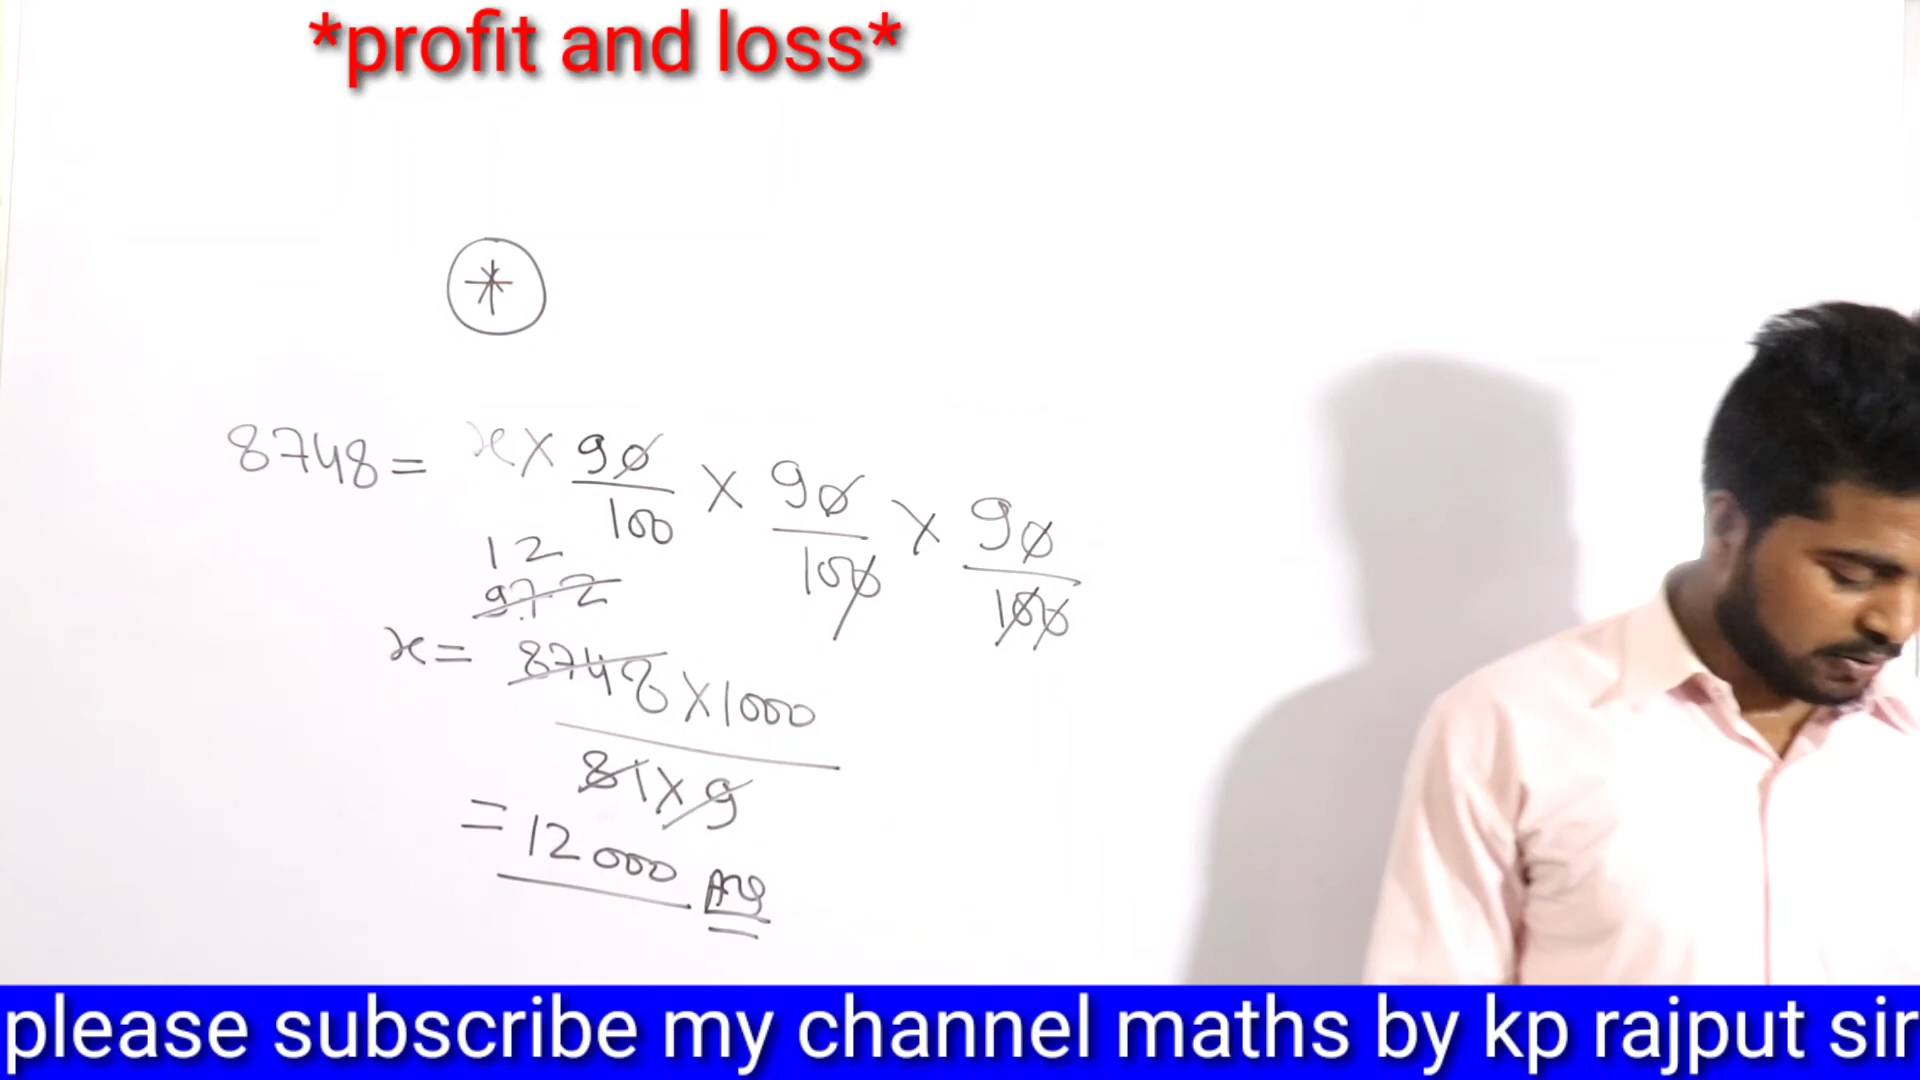 *profit and loss*
*
8748 = x × 90/100 × 90/100 × 90/100
12
972
x = 8748 × 1000
81 × 9
= 12000 Ans
please subscribe my channel maths by kp rajput sir